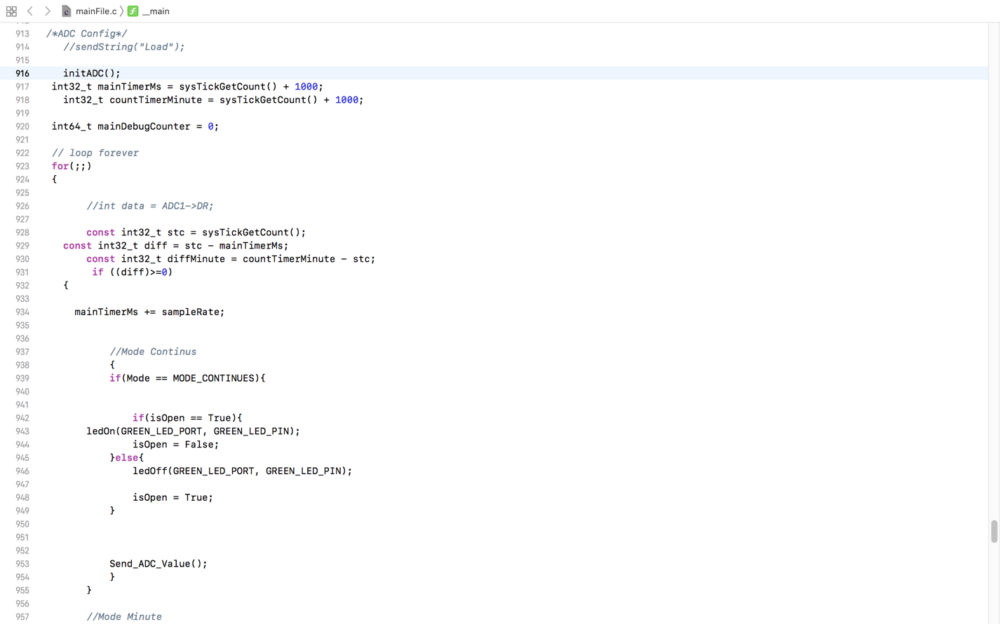 mainFile.c 〉 f __main
913 /*ADC Config*/
914 //sendString("Load");
915
916 initADC();
917 int32_t mainTimerMs = sysTickGetCount() + 1000;
918 int32_t countTimerMinute = sysTickGetCount() + 1000;
919
920 int64_t mainDebugCounter = 0;
921
922 // loop forever
923 for(;;)
924 {
925
926 //int data = ADC1->DR;
927
928 const int32_t stc = sysTickGetCount();
929 const int32_t diff = stc - mainTimerMs;
930 const int32_t diffMinute = countTimerMinute - stc;
931 if ((diff)>=0)
932 {
933
934 mainTimerMs += sampleRate;
935
936
937 //Mode Continus
938 {
939 if(Mode == MODE_CONTINUES){
940
941
942 if(isOpen == True){
943 ledOn(GREEN_LED_PORT, GREEN_LED_PIN);
944 isOpen = False;
945 }else{
946 ledOff(GREEN_LED_PORT, GREEN_LED_PIN);
947
948 isOpen = True;
949 }
950
951
952
953 Send_ADC_Value();
954 }
955 }
956
957 //Mode Minute